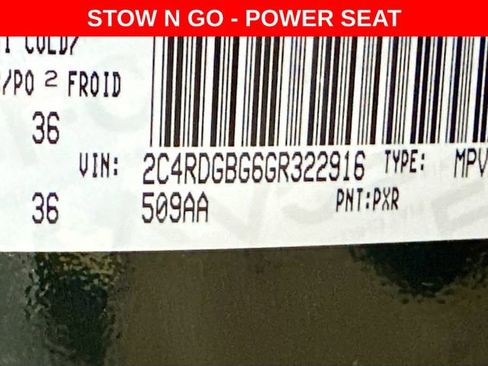 STOW N GO - POWER SEAT
COLD/
/PO 2 FROID
36
VIN: 2C4RDGBG6GR322916 TYPE: MPV
36 509AA PNT:PXR